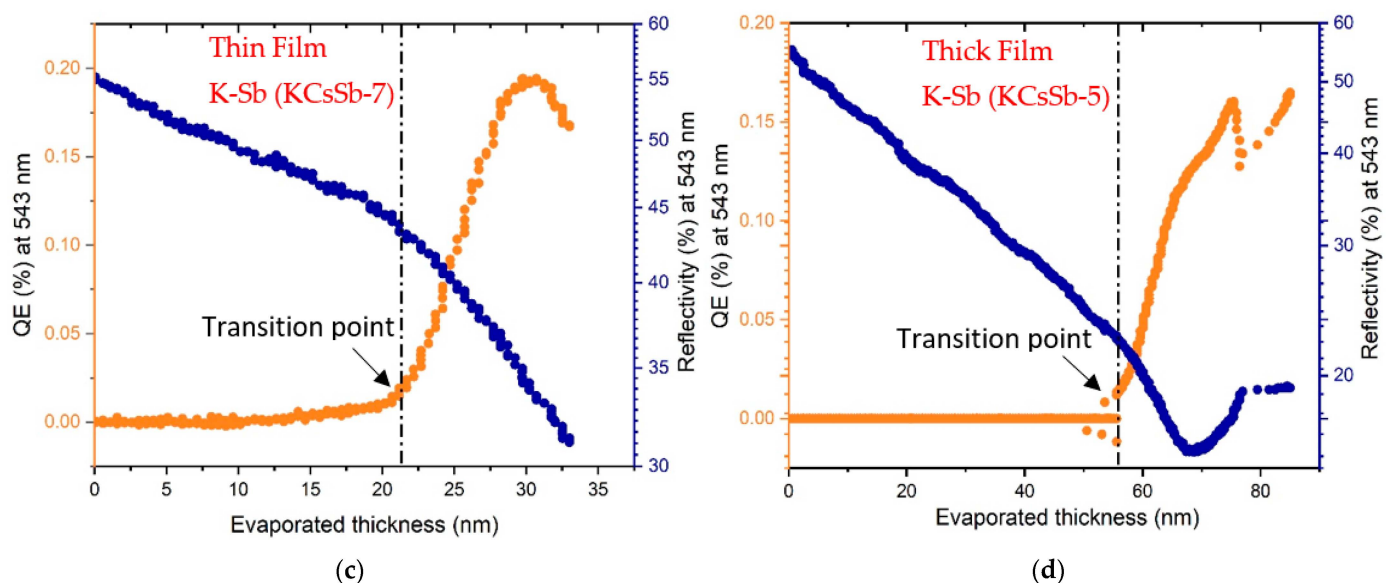 Thin Film
K-Sb (KCsSb-7)
Transition point
QE (%) at 543 nm
0.20
0.15
0.10
0.05
0.00
Reflectivity (%) at 543 nm
60
55
50
45
40
35
30
0 5 10 15 20 25 30 35
Evaporated thickness (nm)
(c)
Thick Film
K-Sb (KCsSb-5)
Transition point
QE (%) at 543 nm
0.20
0.15
0.10
0.05
0.00
Reflectivity (%) at 543 nm
60
50
40
30
20
0 20 40 60 80
Evaporated thickness (nm)
(d)